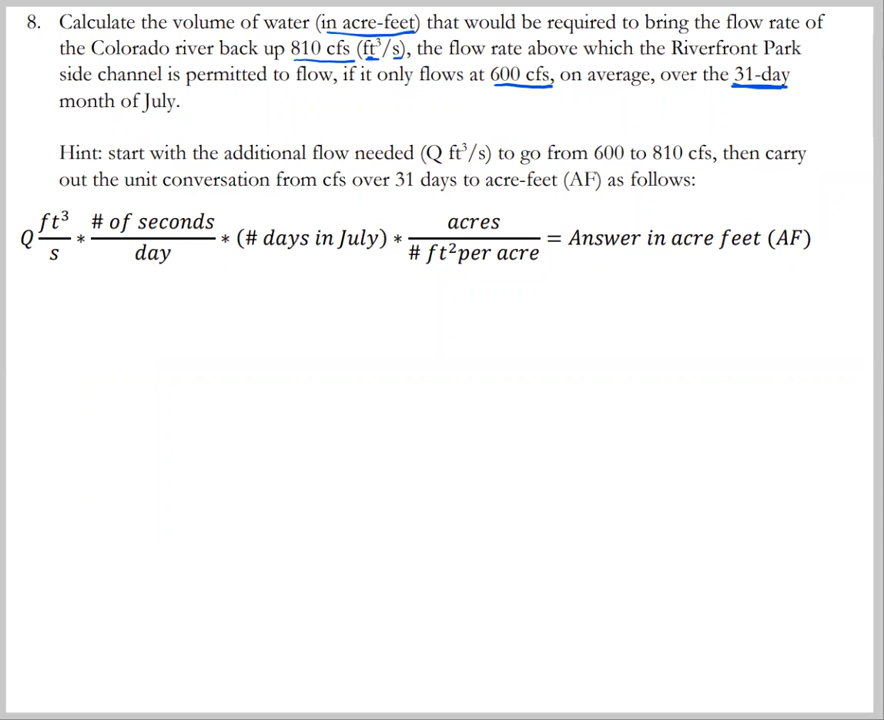 8. Calculate the volume of water (in acre-feet) that would be required to bring the flow rate of
the Colorado river back up 810 cfs (ft³/s), the flow rate above which the Riverfront Park
side channel is permitted to flow, if it only flows at 600 cfs, on average, over the 31-day
month of July.
Hint: start with the additional flow needed (Q ft³/s) to go from 600 to 810 cfs, then carry
out the unit conversation from cfs over 31 days to acre-feet (AF) as follows:
Q ft³/s * # of seconds/day * (# days in July) * acres/# ft²per acre = Answer in acre feet (AF)